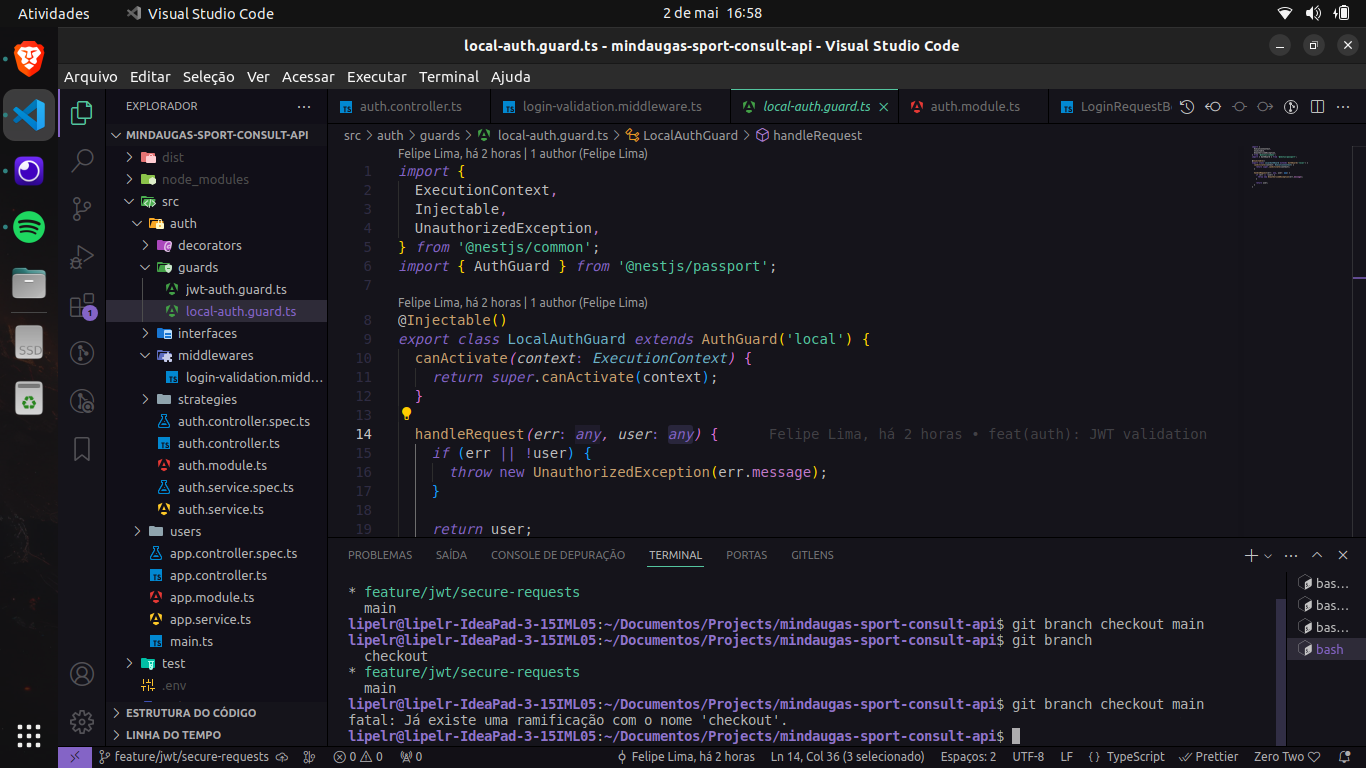 Atividades
Visual Studio Code
2 de mai 16:58
local-auth.guard.ts - mindaugas-sport-consult-api - Visual Studio Code
Arquivo Editar Seleção Ver Acessar Executar Terminal Ajuda
EXPLORADOR
auth.controller.ts
login-validation.middleware.ts
local-auth.guard.ts
auth.module.ts
LoginRequestBo
MINDAUGAS-SPORT-CONSULT-API
dist
node_modules
src
auth
decorators
guards
jwt-auth.guard.ts
local-auth.guard.ts
interfaces
middlewares
login-validation.midd...
strategies
auth.controller.spec.ts
auth.controller.ts
auth.module.ts
auth.service.spec.ts
auth.service.ts
users
app.controller.spec.ts
app.controller.ts
app.module.ts
app.service.ts
main.ts
test
.env
ESTRUTURA DO CÓDIGO
LINHA DO TEMPO
1
SSD
src > auth > guards > local-auth.guard.ts > LocalAuthGuard > handleRequest
Felipe Lima, há 2 horas | 1 author (Felipe Lima)
1 import {
2 ExecutionContext,
3 Injectable,
4 UnauthorizedException,
5 } from '@nestjs/common';
6 import { AuthGuard } from '@nestjs/passport';
7
Felipe Lima, há 2 horas | 1 author (Felipe Lima)
8 @Injectable()
9 export class LocalAuthGuard extends AuthGuard('local') {
10 canActivate(context: ExecutionContext) {
11 return super.canActivate(context);
12 }
13
14 handleRequest(err: any, user: any) { Felipe Lima, há 2 horas • feat(auth): JWT validation
15 if (err || !user) {
16 throw new UnauthorizedException(err.message);
17 }
18
19 return user;
PROBLEMAS SAÍDA CONSOLE DE DEPURAÇÃO TERMINAL PORTAS GITLENS
* feature/jwt/secure-requests
main
lipelr@lipelr-IdeaPad-3-15IML05:~/Documentos/Projects/mindaugas-sport-consult-api$ git branch checkout main
lipelr@lipelr-IdeaPad-3-15IML05:~/Documentos/Projects/mindaugas-sport-consult-api$ git branch
checkout
* feature/jwt/secure-requests
main
lipelr@lipelr-IdeaPad-3-15IML05:~/Documentos/Projects/mindaugas-sport-consult-api$ git branch checkout main
fatal: Já existe uma ramificação com o nome 'checkout'.
lipelr@lipelr-IdeaPad-3-15IML05:~/Documentos/Projects/mindaugas-sport-consult-api$
bas...
bas...
bas...
bash
feature/jwt/secure-requests
0 0 0
Felipe Lima, há 2 horas
Ln 14, Col 36 (3 selecionado)
Espaços: 2
UTF-8
LF
{ } TypeScript
Prettier
Zero Two